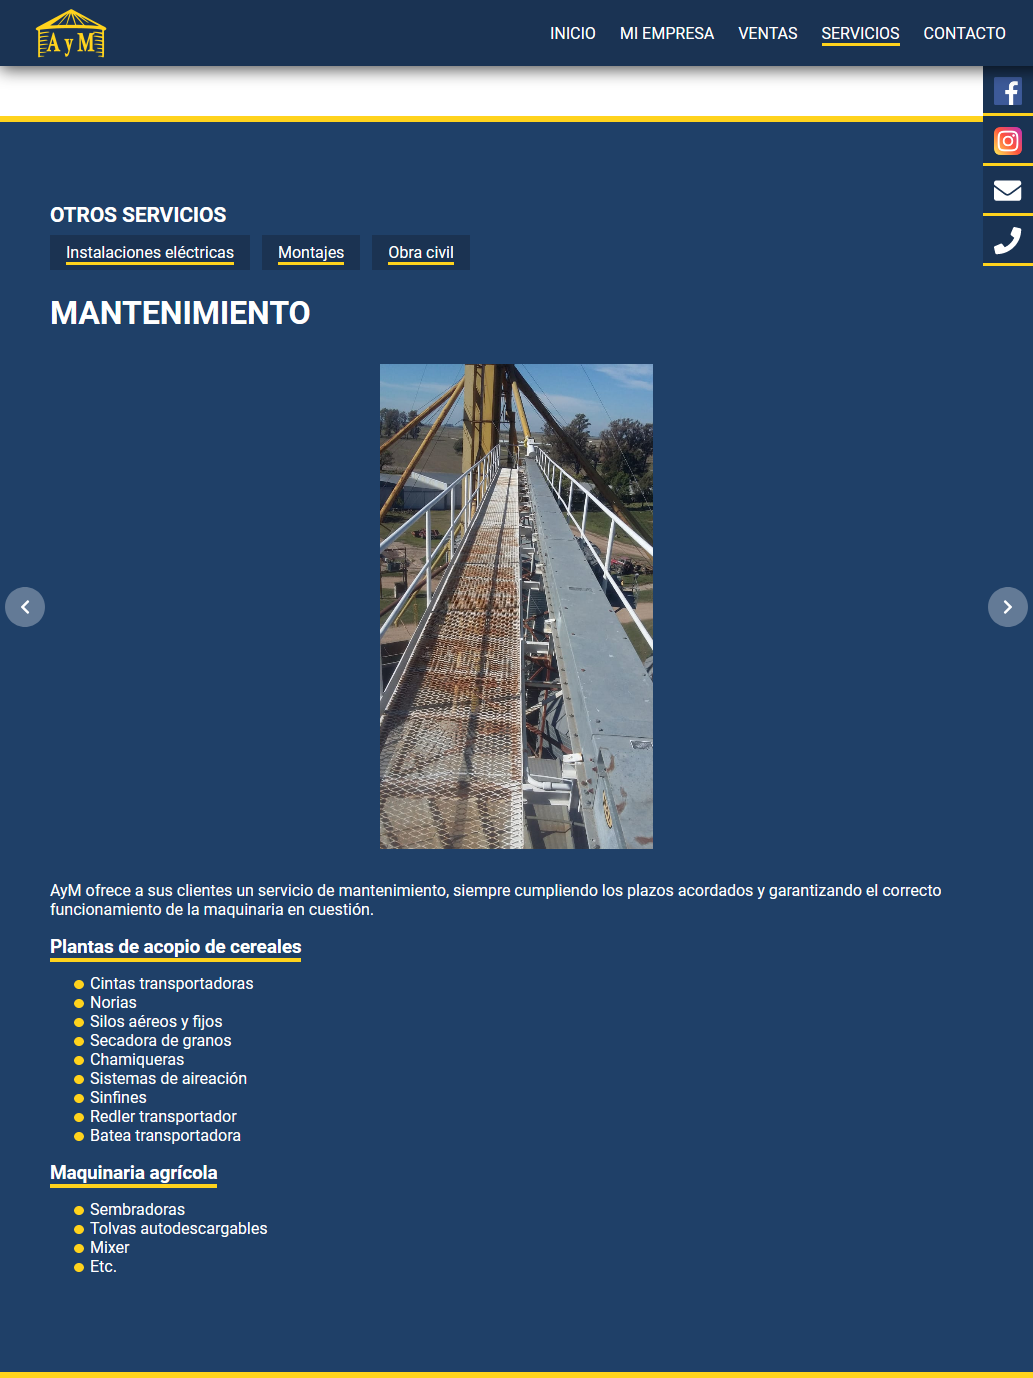 AyM
INICIO
MI EMPRESA
VENTAS
SERVICIOS
CONTACTO
OTROS SERVICIOS
Instalaciones eléctricas
Montajes
Obra civil
MANTENIMIENTO
AyM ofrece a sus clientes un servicio de mantenimiento, siempre cumpliendo los plazos acordados y garantizando el correcto
funcionamiento de la maquinaria en cuestión.
Plantas de acopio de cereales
Cintas transportadoras
Norias
Silos aéreos y fijos
Secadora de granos
Chamiqueras
Sistemas de aireación
Sinfines
Redler transportador
Batea transportadora
Maquinaria agrícola
Sembradoras
Tolvas autodescargables
Mixer
Etc.